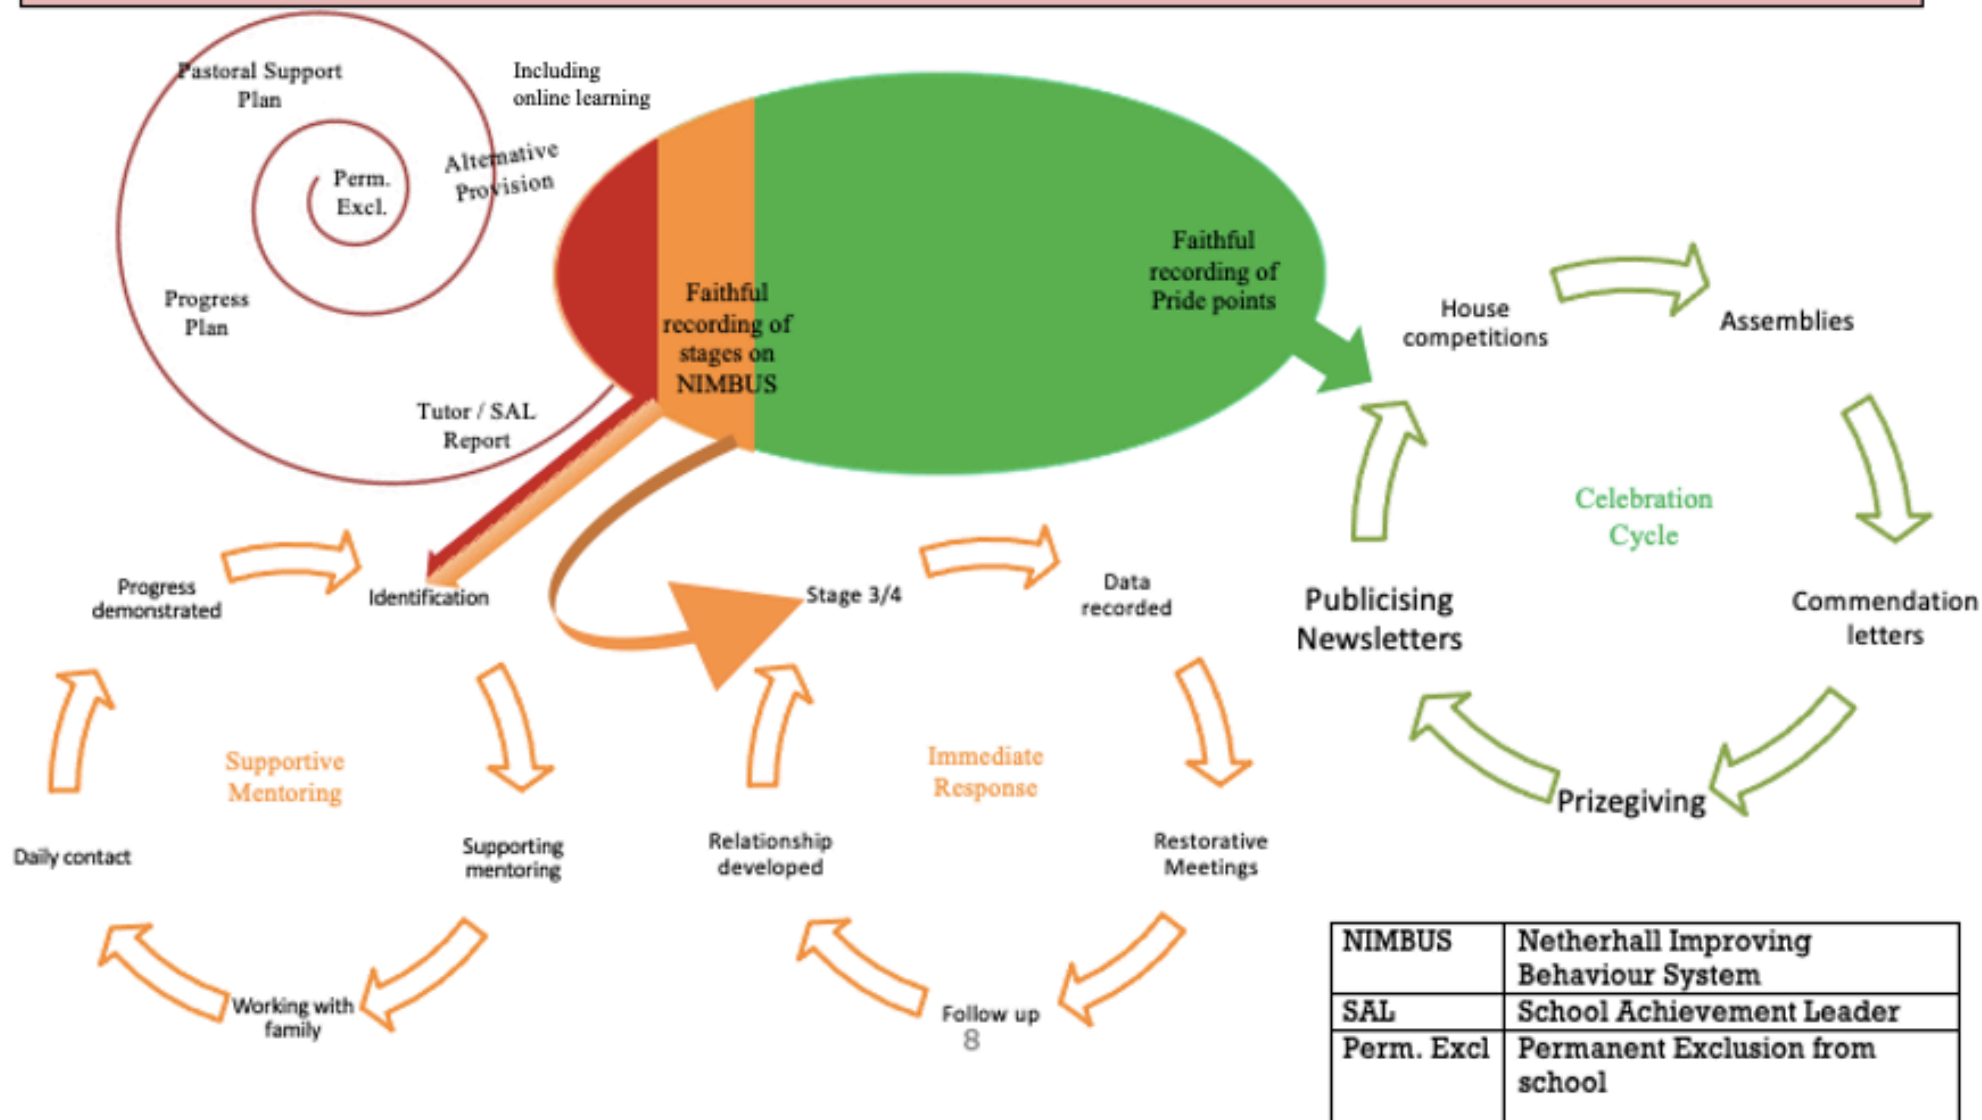 Pastoral Support
Plan
Including
online learning
Alternative
Provision
Perm.
Excl.
Progress
Plan
Tutor / SAL
Report
Faithful
recording of
stages on
NIMBUS
Faithful
recording of
Pride points
House
competitions
Assemblies
Celebration
Cycle
Commendation
letters
Prizegiving
Publicising
Newsletters
Progress
demonstrated
Identification
Supportive
Mentoring
Supporting
mentoring
Working with
family
Daily contact
Stage 3/4
Data
recorded
Immediate
Response
Restorative
Meetings
Follow up
Relationship
developed
8
NIMBUS
Netherhall Improving
Behaviour System
SAL
School Achievement Leader
Perm. Excl
Permanent Exclusion from
school